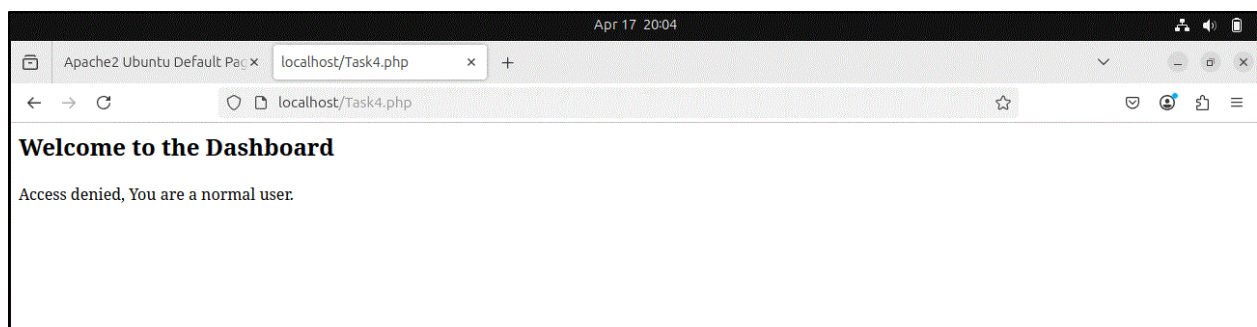 Apr 17 20:04
Apache2 Ubuntu Default Pag
localhost/Task4.php
localhost/Task4.php
Welcome to the Dashboard
Access denied, You are a normal user.